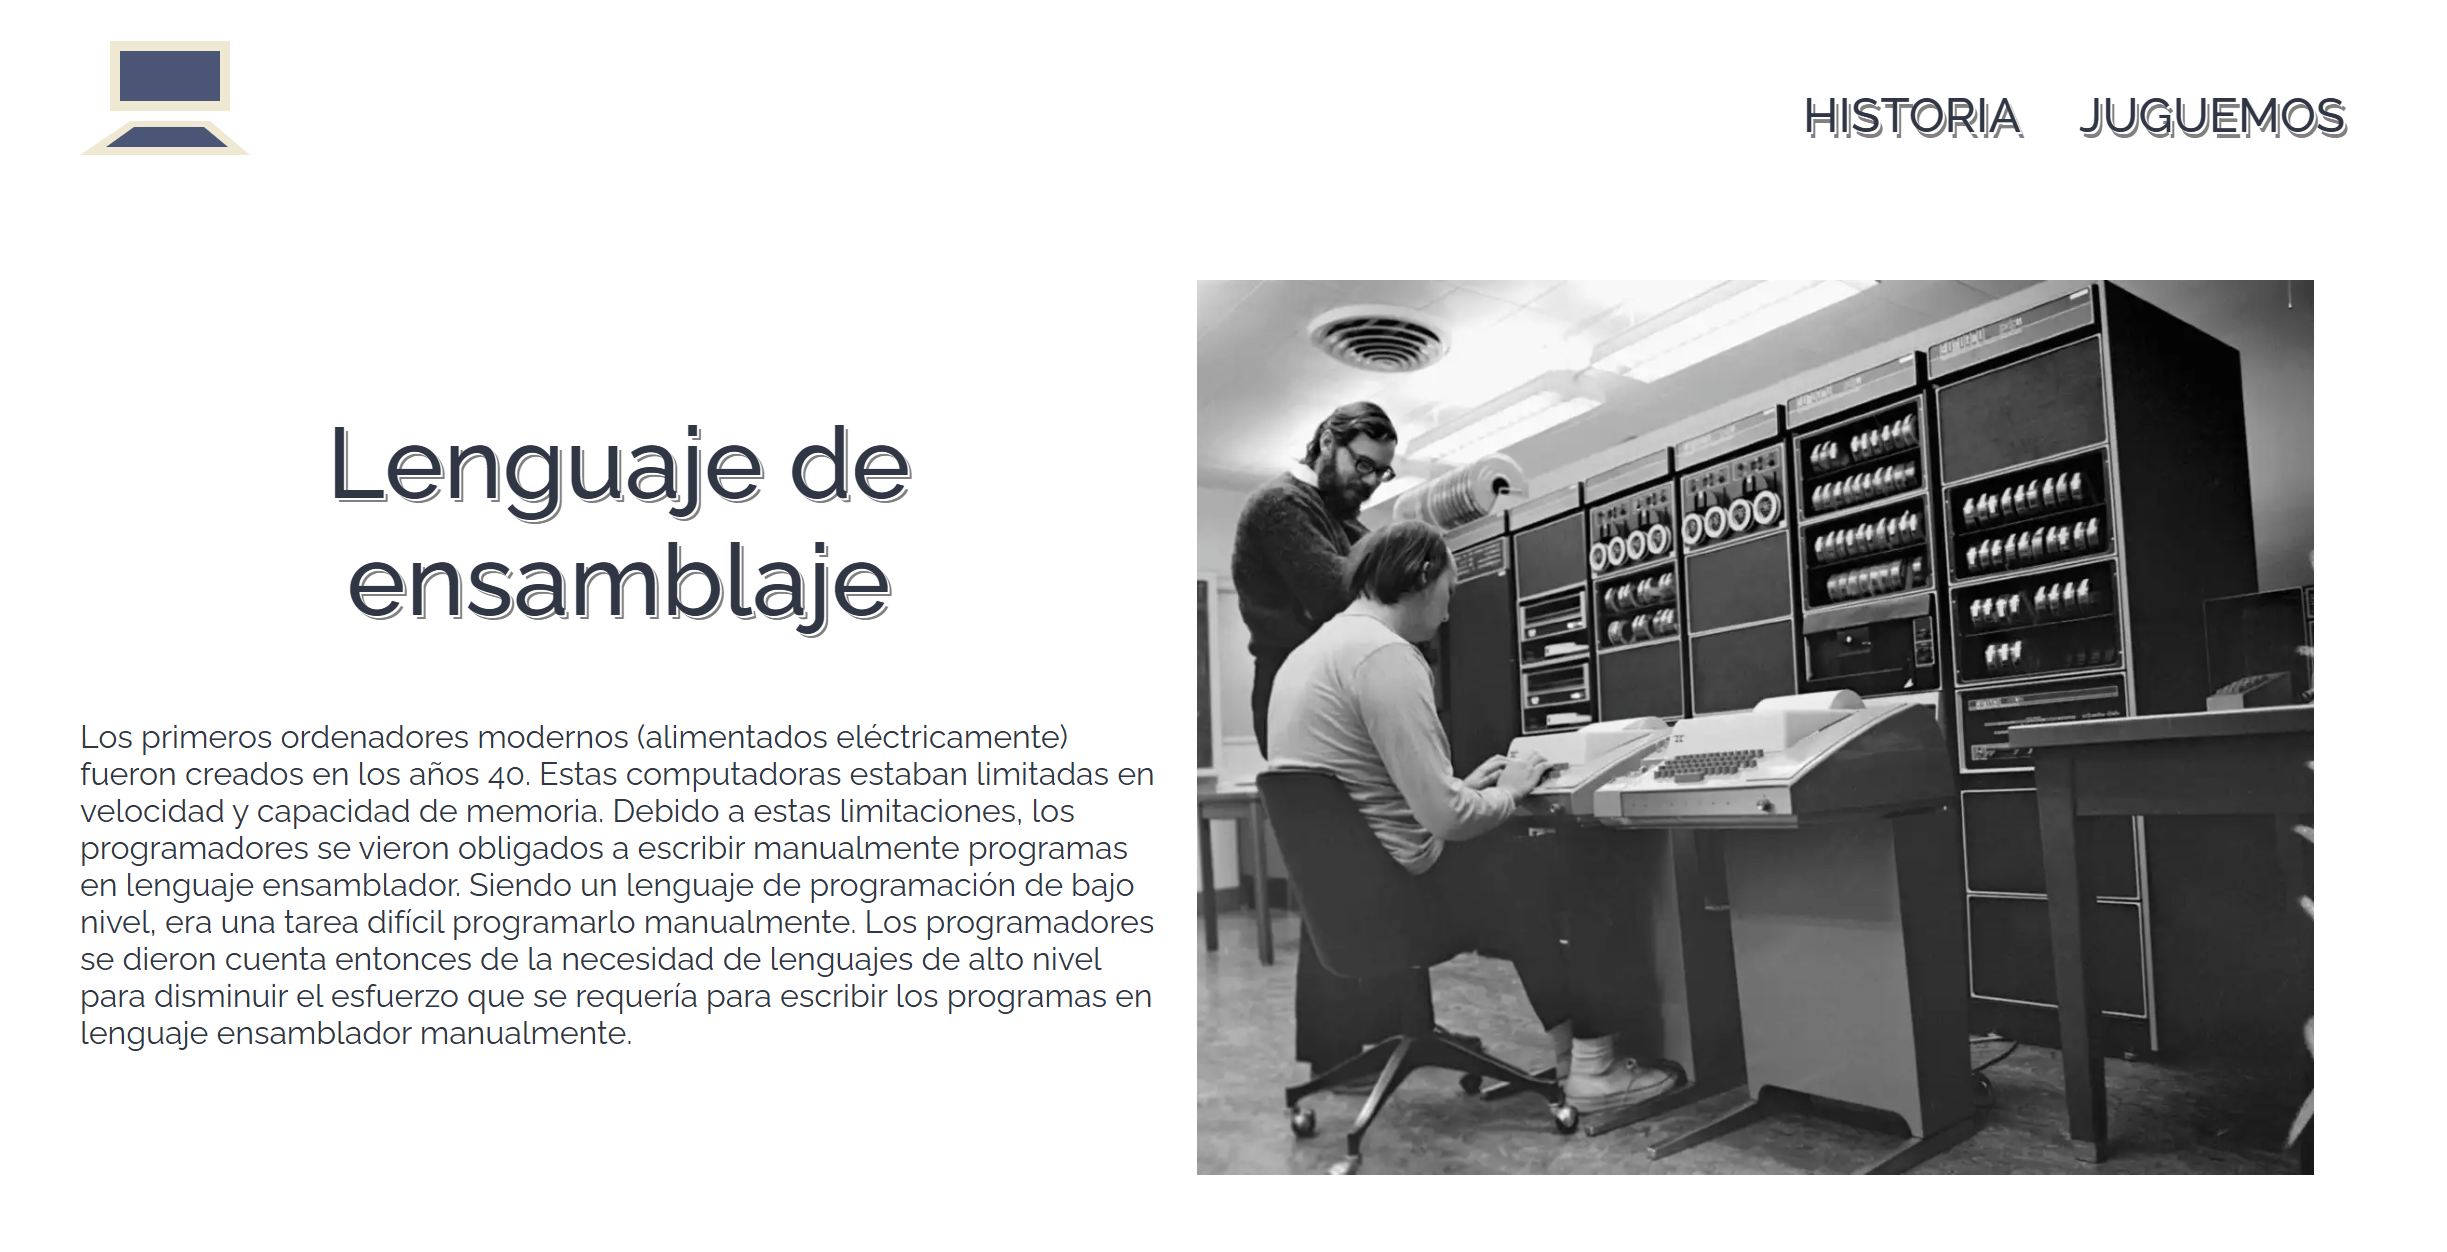 HISTORIA JUGUEMOS
Lenguaje de
ensamblaje
Los primeros ordenadores modernos (alimentados eléctricamente)
fueron creados en los años 40. Estas computadoras estaban limitadas en
velocidad y capacidad de memoria. Debido a estas limitaciones, los
programadores se vieron obligados a escribir manualmente programas
en lenguaje ensamblador. Siendo un lenguaje de programación de bajo
nivel, era una tarea difícil programarlo manualmente. Los programadores
se dieron cuenta entonces de la necesidad de lenguajes de alto nivel
para disminuir el esfuerzo que se requería para escribir los programas en
lenguaje ensamblador manualmente.